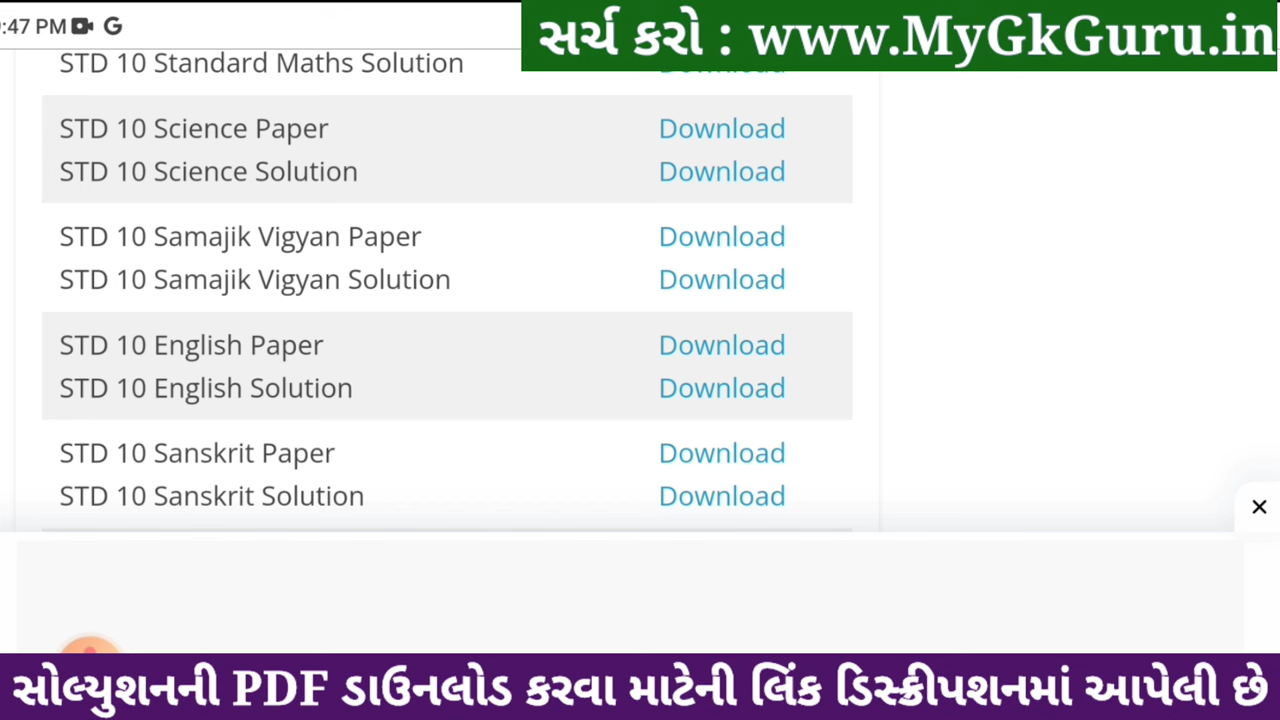 :47 PM G
સર્ચ કરો : www.MyGkGuru.in
STD 10 Standard Maths Solution Download
STD 10 Science Paper Download
STD 10 Science Solution Download
STD 10 Samajik Vigyan Paper Download
STD 10 Samajik Vigyan Solution Download
STD 10 English Paper Download
STD 10 English Solution Download
STD 10 Sanskrit Paper Download
STD 10 Sanskrit Solution Download
સોલ્યુશનની PDF ડાઉનલોડ કરવા માટેની લિંક ડિસ્ક્રીપશનમાં આપેલી છે